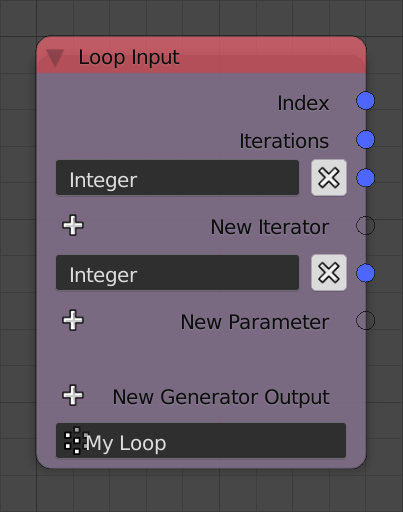 Loop Input
Index
Iterations
Integer
New Iterator
Integer
New Parameter
New Generator Output
My Loop